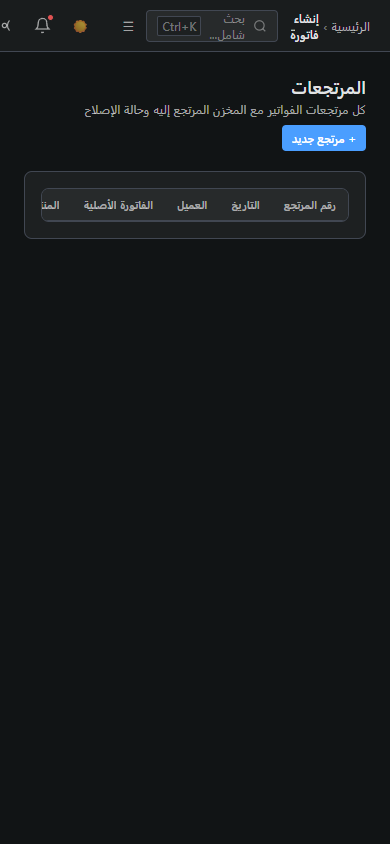 الرئيسية › إنشاء فاتورة
بحث شامل... Ctrl+K
المرتجعات
كل مرتجعات الفواتير مع المخزن المرتجع إليه وحالة الإصلاح
+ مرتجع جديد
رقم المرتجع التاريخ العميل الفاتورة الأصلية